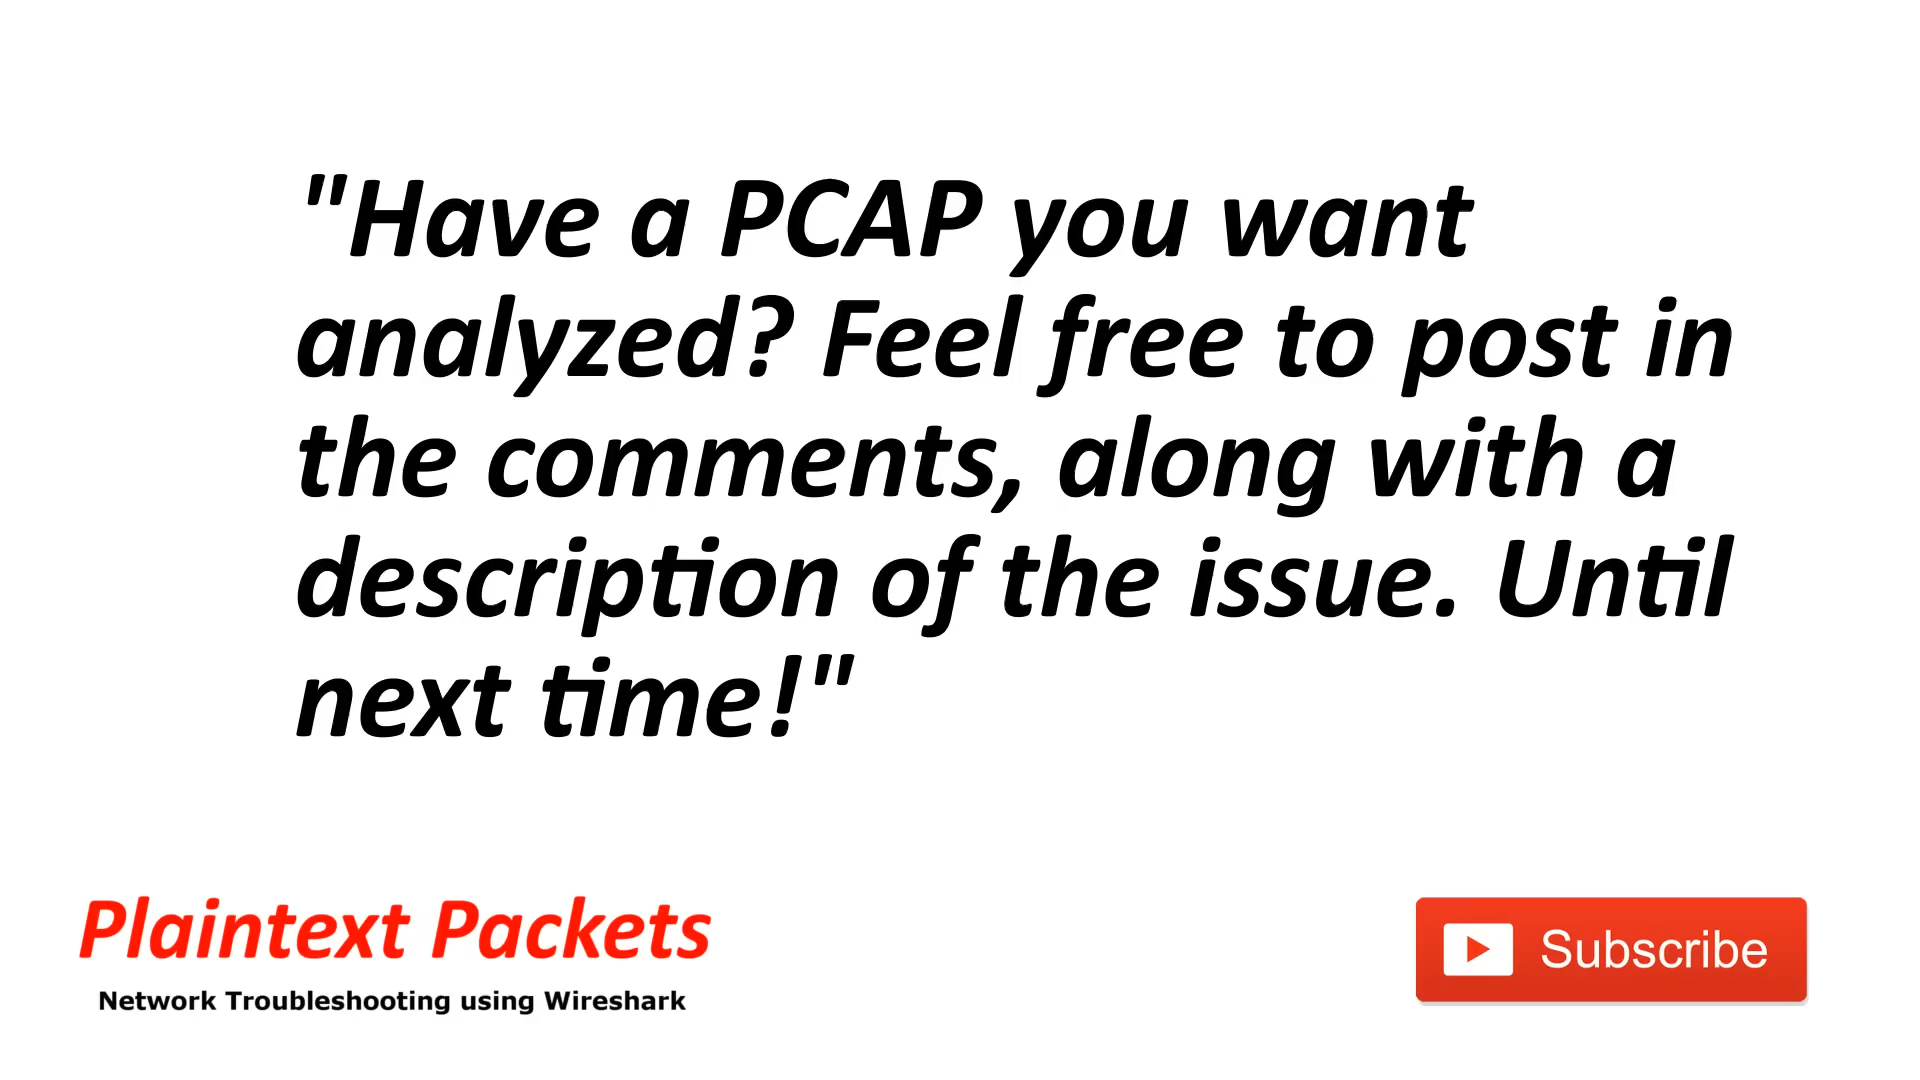 "Have a PCAP you want
analyzed? Feel free to post in
the comments, along with a
description of the issue. Until
next time!"
Plaintext Packets
Network Troubleshooting using Wireshark
Subscribe